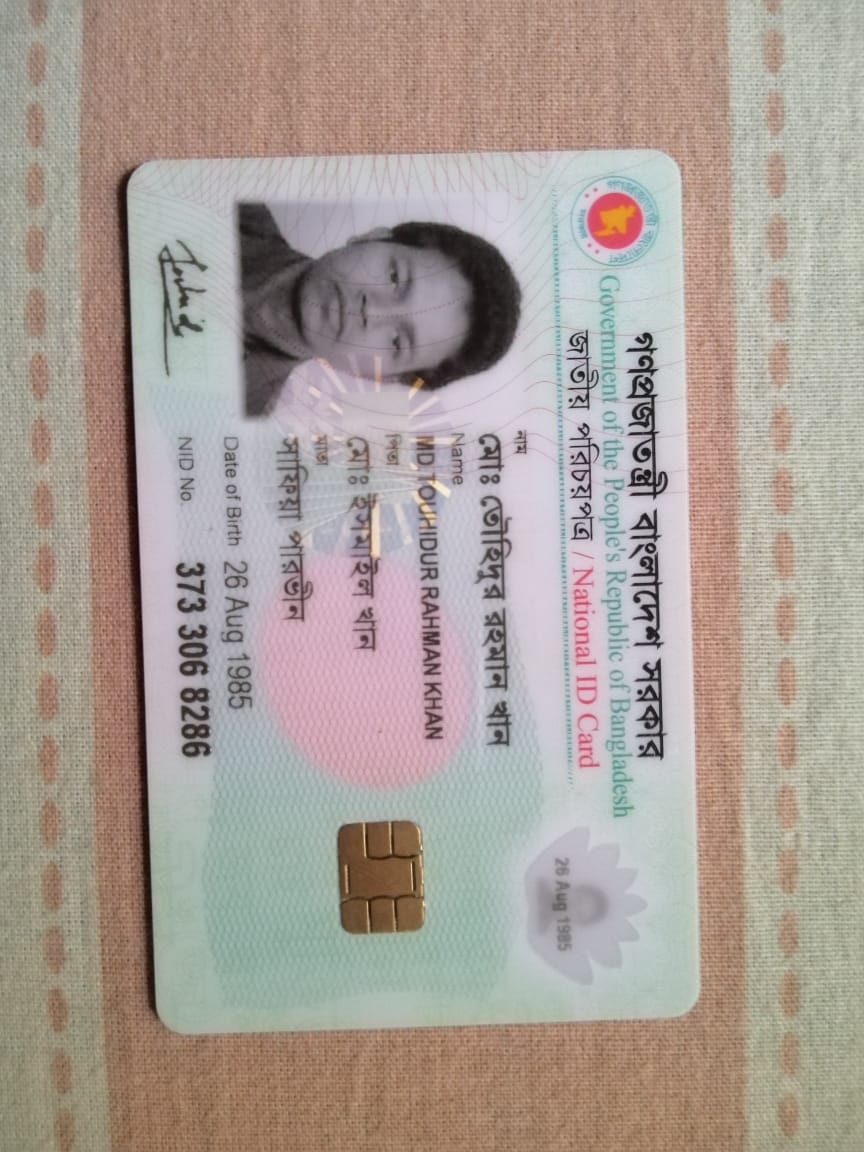 গণপ্রজাতন্ত্রী বাংলাদেশ সরকার
Government of the People's Republic of Bangladesh
জাতীয় পরিচয়পত্র / National ID Card
26 Aug 1985
নাম
মোঃ তৌহিদুর রহমান খান
Name
MD. TOUHIDUR RAHMAN KHAN
পিতা
মোঃ ইসমাইল খান
মাতা
সাফিয়া পারভীন
Date of Birth 26 Aug 1985
NID No. 373 306 8286